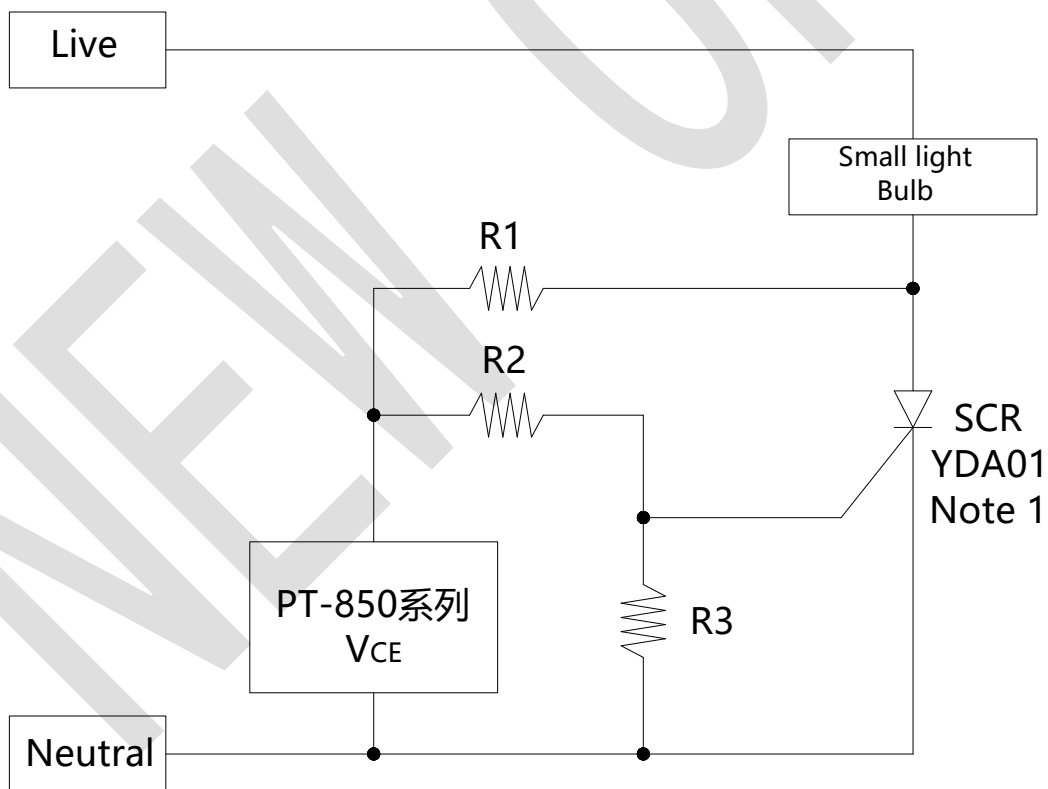 Live
Small light
Bulb
R1
R2
SCR
YDA01
Note 1
PT-850系列
VCE
R3
Neutral